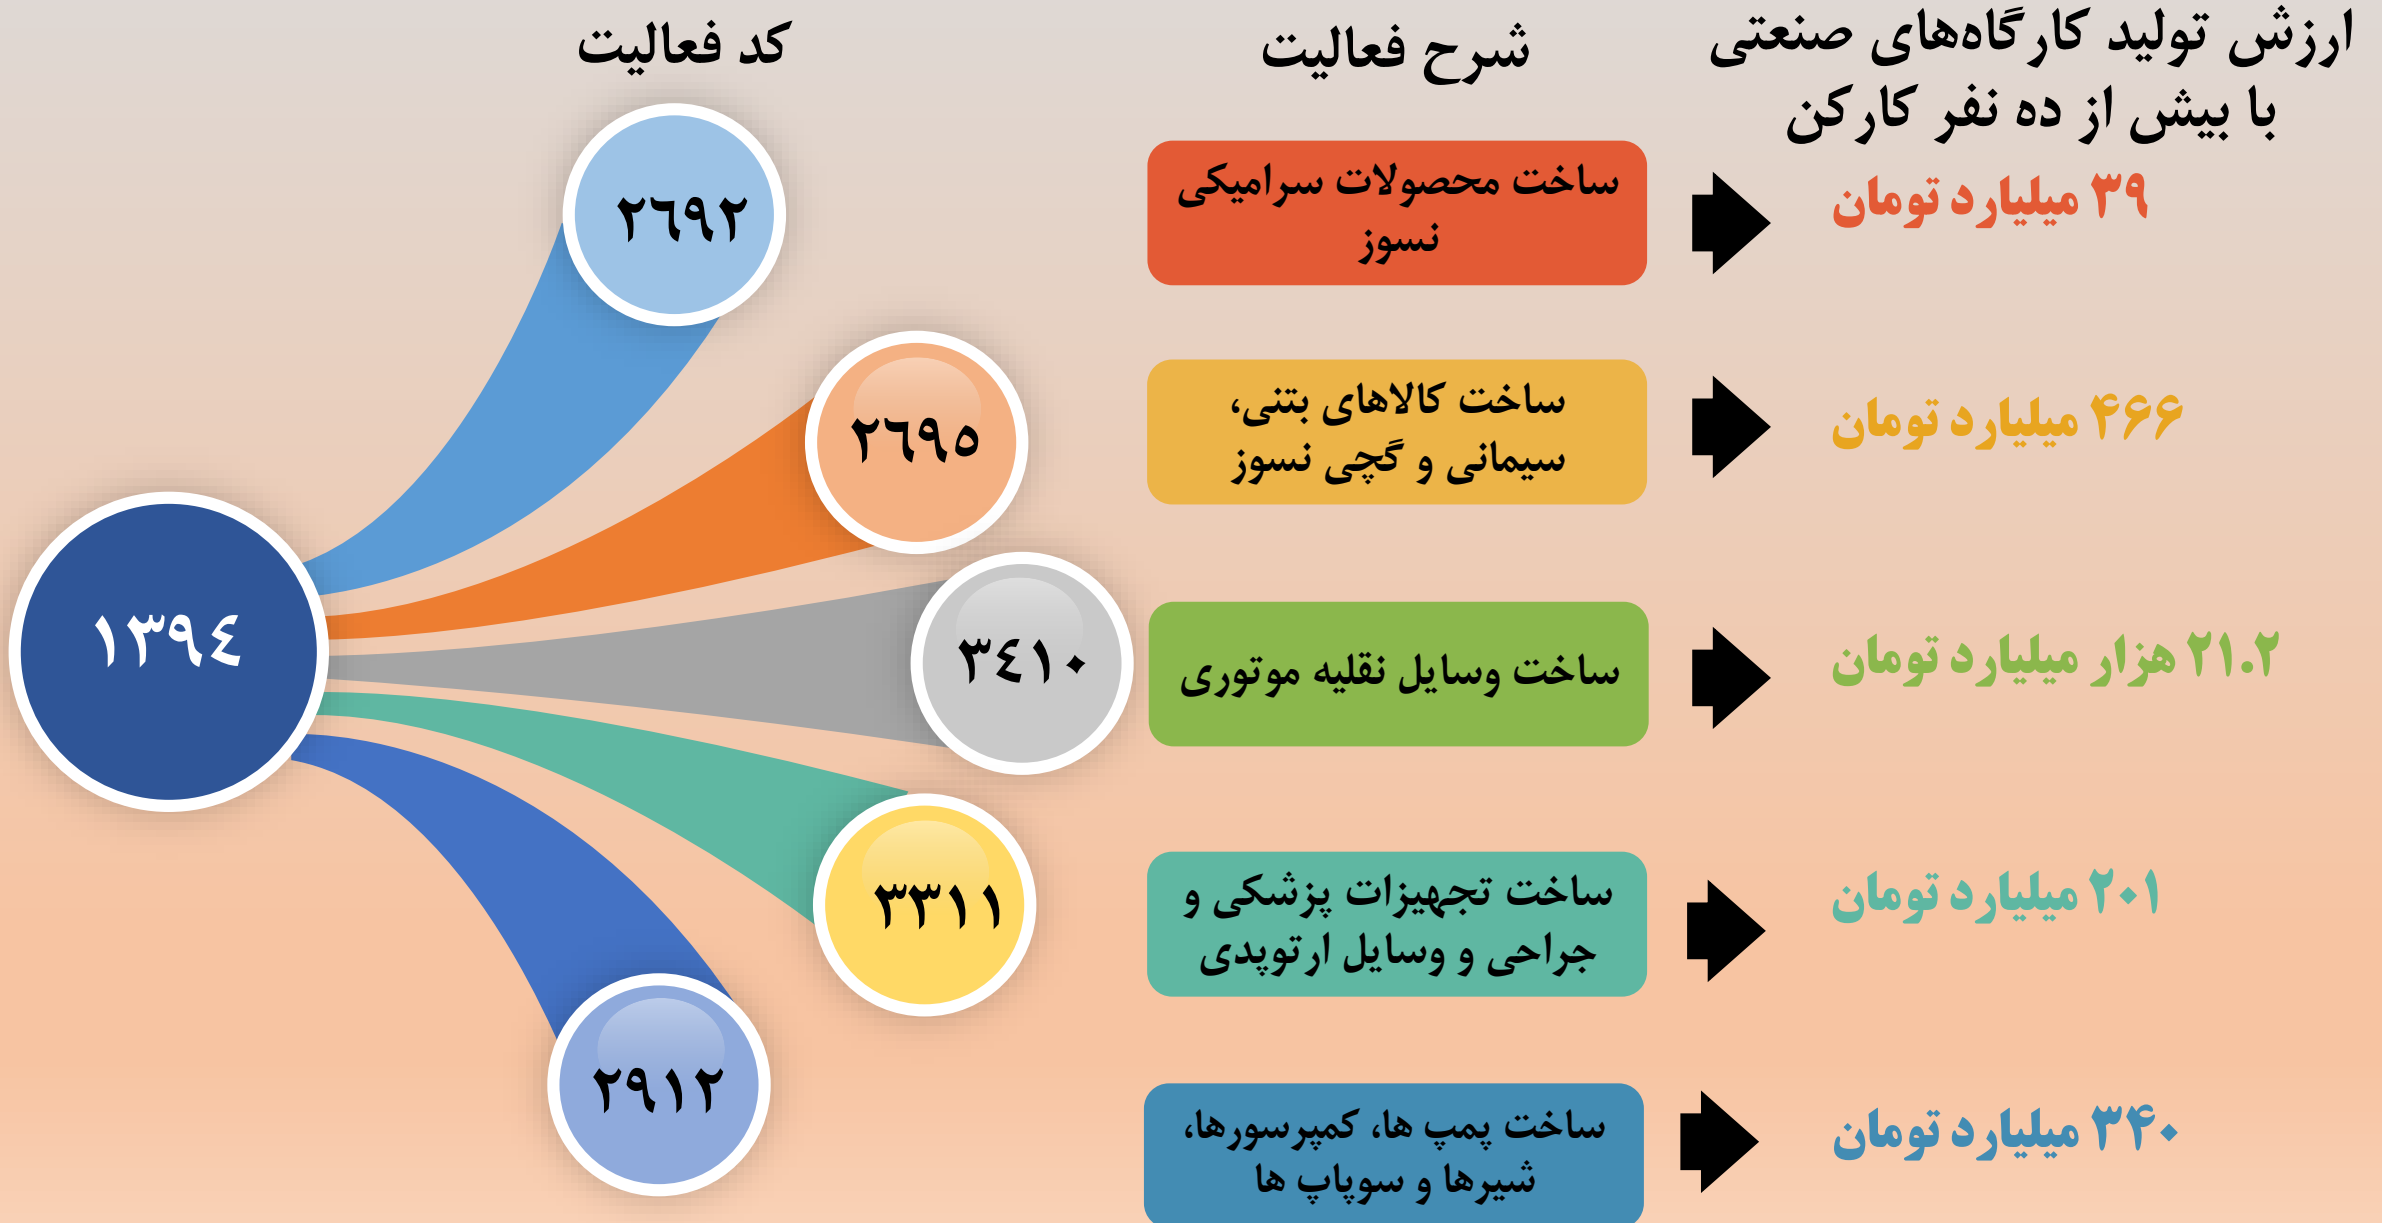 ارزش تولید کارگاه‌های صنعتی
با بیش از ده نفر کارکن
شرح فعالیت
کد فعالیت
۳۹ میلیارد تومان
ساخت محصولات سرامیکی
نسوز
٢٦٩٢
۴۶۶ میلیارد تومان
ساخت کالاهای بتنی،
سیمانی و گچی نسوز
٢٦٩٥
۲۱.۲ هزار میلیارد تومان
ساخت وسایل نقلیه موتوری
٣٤١٠
١٣٩٤
۲۰۱ میلیارد تومان
ساخت تجهیزات پزشکی و
جراحی و وسایل ارتوپدی
٣٣١١
۳۴۰ میلیارد تومان
ساخت پمپ ها، کمپرسورها،
شیرها و سوپاپ ها
٢٩١٢